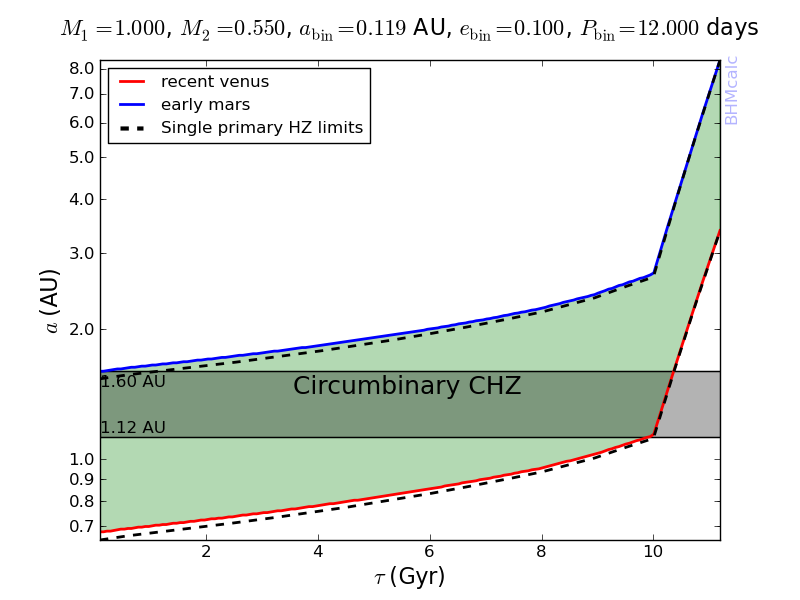 M₁ =1.000, M₂ =0.550, a_bin =0.119 AU, e_bin =0.100, P_bin =12.000 days
8.0
7.0
6.0
5.0
4.0
3.0
2.0
1.0
0.9
0.8
0.7
a (AU)
recent venus
early mars
Single primary HZ limits
BHMcalc
1.60 AU
Circumbinary CHZ
1.12 AU
2 4 6 8 10
τ (Gyr)